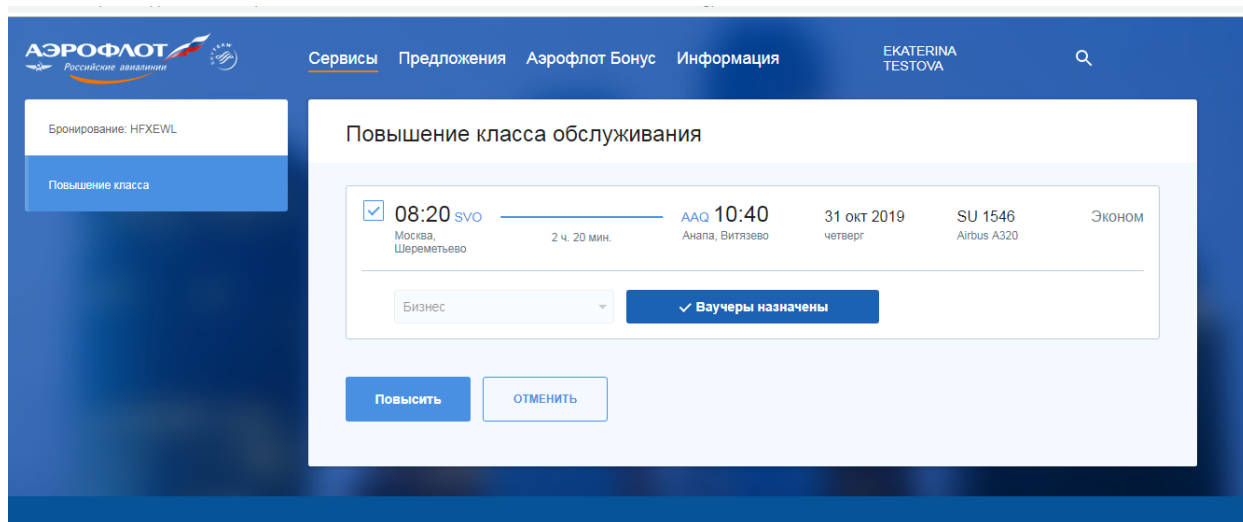 АЭРОФЛОТ
Российские авиалинии
Сервисы Предложения Аэрофлот Бонус Информация
EKATERINA
TESTOVA
Бронирование: HFXEWL
Повышение класса
Повышение класса обслуживания
08:20 SVO
Москва,
Шереметьево
2 ч. 20 мин.
AAQ 10:40
Анапа, Витязево
31 окт 2019
четверг
SU 1546
Airbus A320
Эконом
Бизнес
Ваучеры назначены
Повысить
ОТМЕНИТЬ